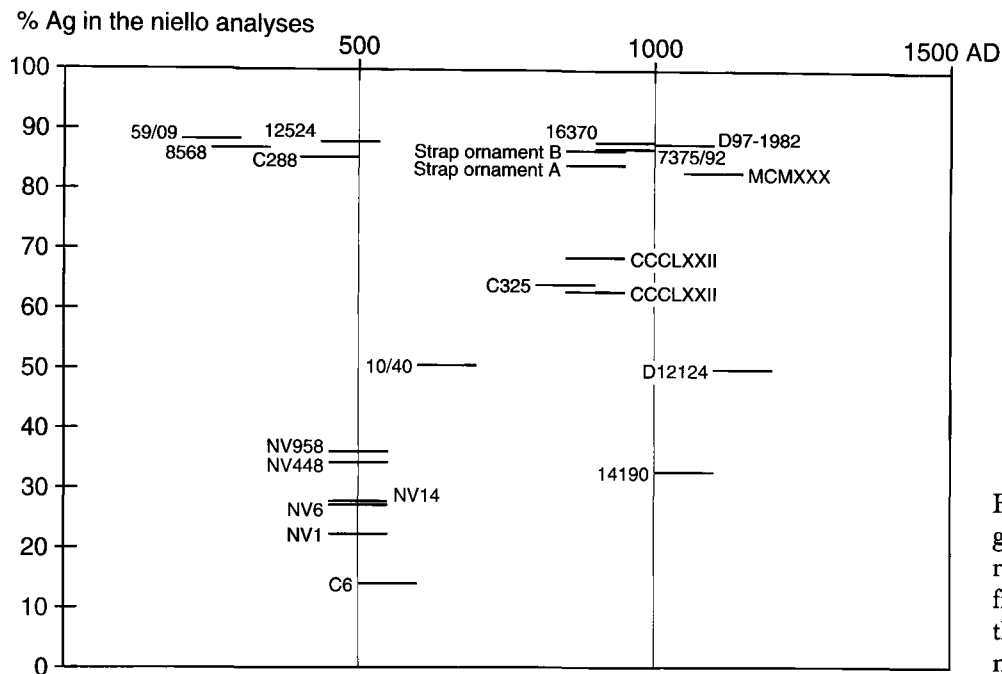 % Ag in the niello analyses
500 1000 1500 AD
100
90
80
70
60
50
40
30
20
10
0
59/09
8568
12524
C288
16370
D97-1982
Strap ornament B
7375/92
Strap ornament A
MCMXXX
CCCLXXII
C325
CCCLXXII
10/40
D12124
NV958
NV448
14190
NV14
NV6
NV1
C6